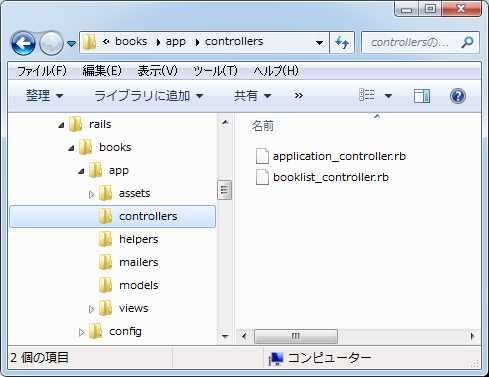 « books ▸ app ▸ controllers
controllersの...
ファイル(F) 編集(E) 表示(V) ツール(T) ヘルプ(H)
整理 ライブラリに追加 共有 »
rails
books
app
assets
controllers
helpers
mailers
models
views
config
名前
application_controller.rb
booklist_controller.rb
2 個の項目
コンピューター